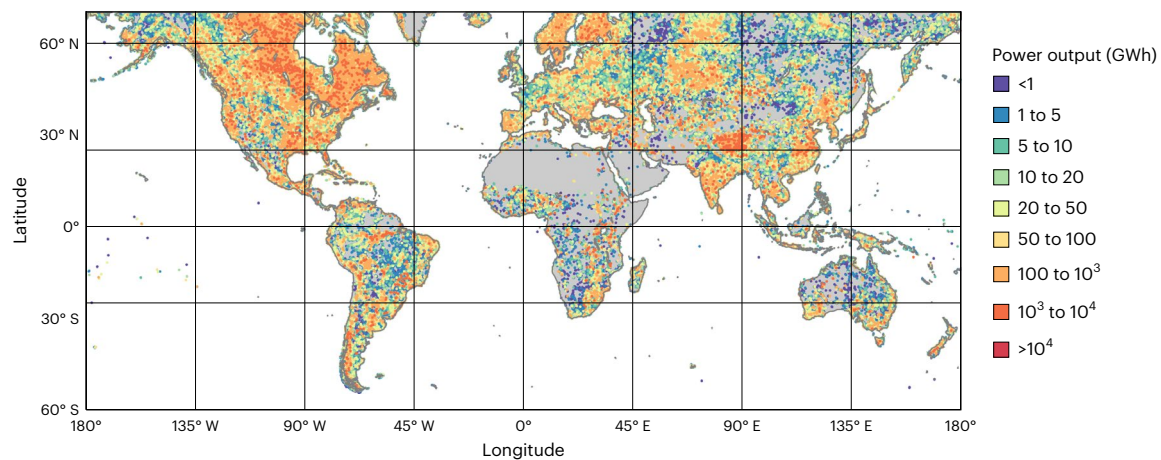 Power output (GWh)
<1
1 to 5
5 to 10
10 to 20
20 to 50
50 to 100
100 to 10³
10³ to 10⁴
>10⁴
Latitude
60° N
30° N
0°
30° S
60° S
180°
135° W
90° W
45° W
0°
45° E
90° E
135° E
180°
Longitude